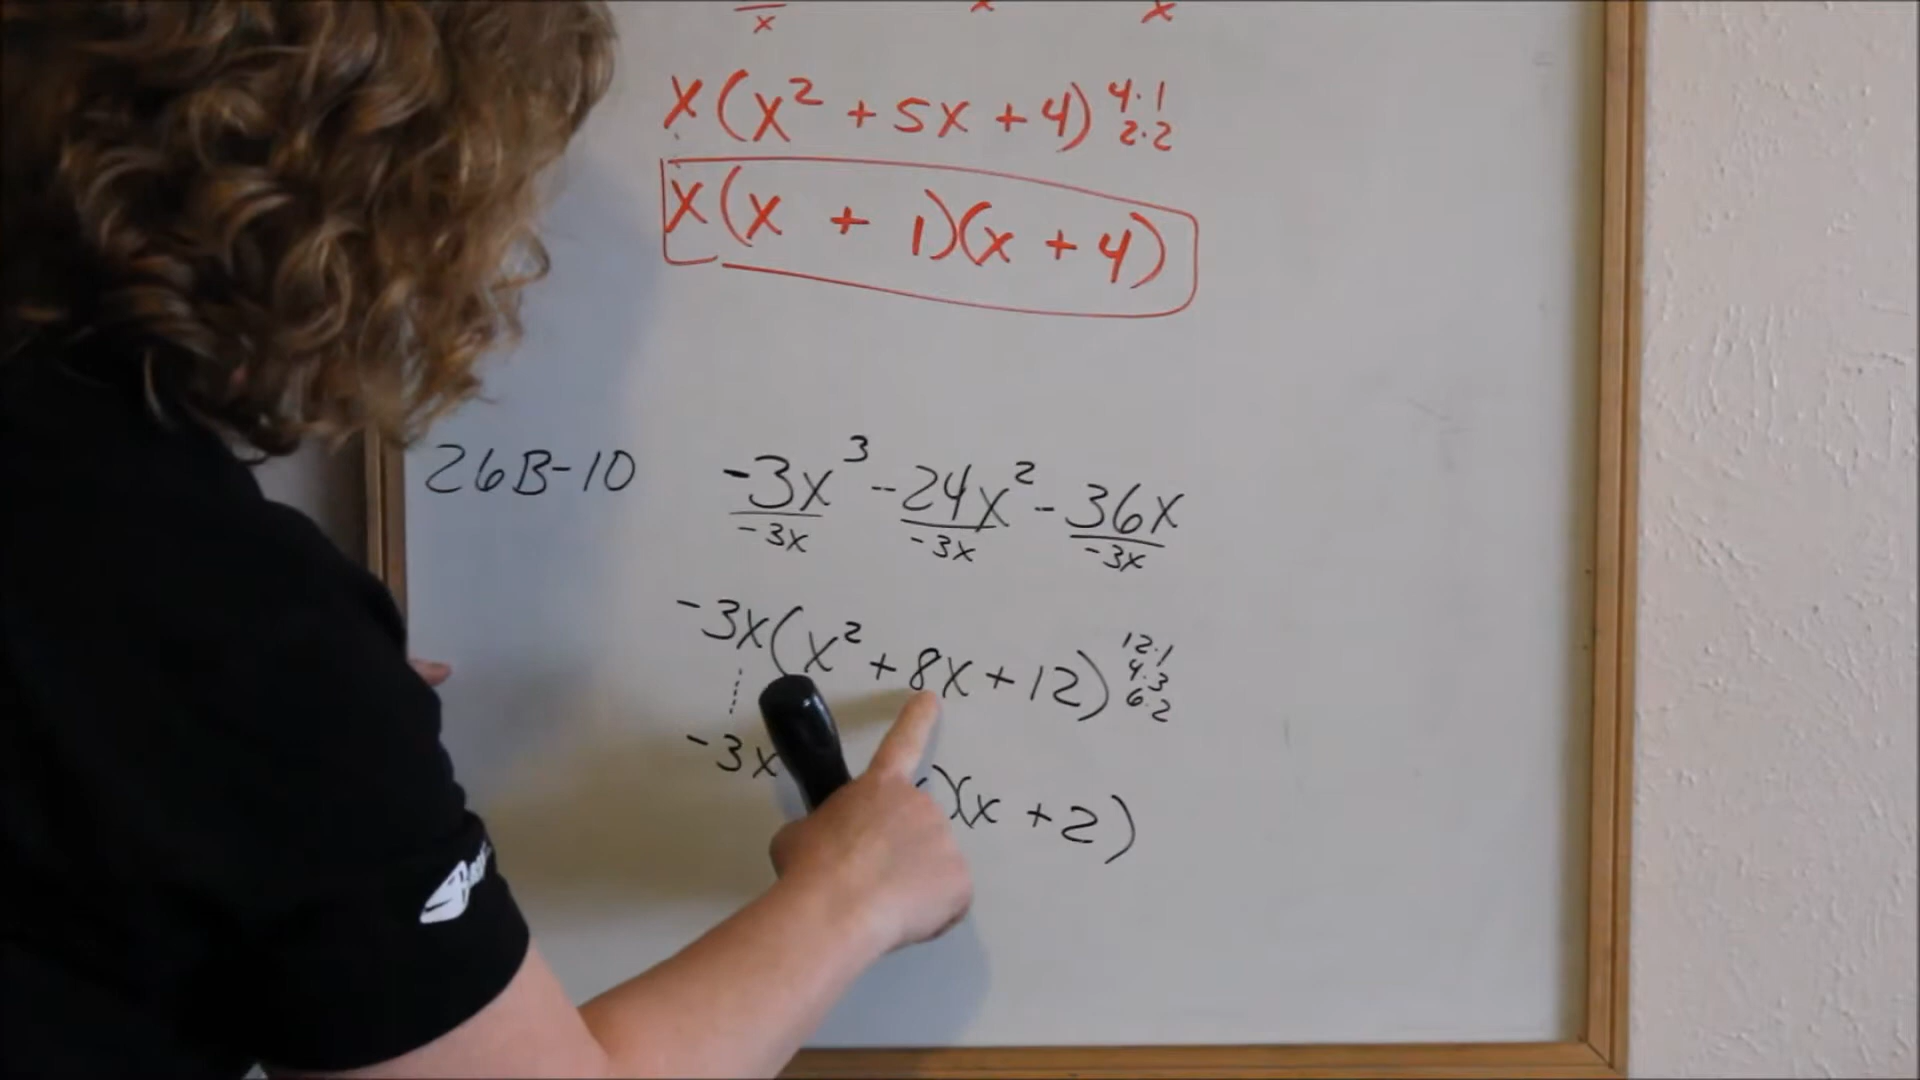 x x x
x(x² + 5x + 4) 4·1
2·2
x(x + 1)(x + 4)
26B-10 -3x³ - 24x² - 36x
-3x -3x -3x
-3x(x² + 8x + 12) 12·1
4·3
6·2
-3x )(x + 2)